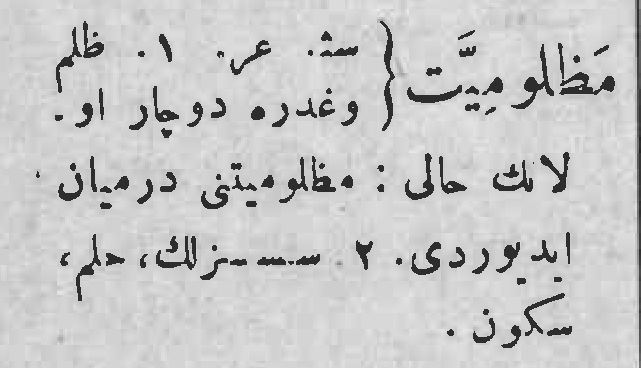 مَظلومِيَّت { سث. عر. ١. ظلم
وغدره دوچار او-
لانك حالى : مظلوميتنى درميان
ايديوردى. ٢. سسسزلك، حلم،
سكون.